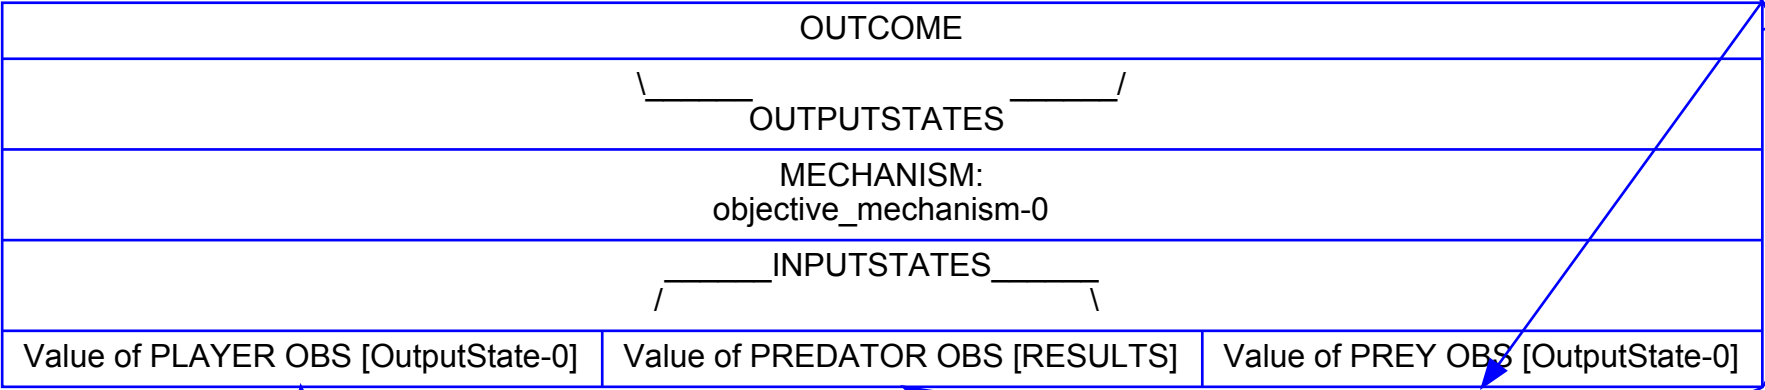 OUTCOME
\______ ______/
OUTPUTSTATES
MECHANISM:
objective_mechanism-0
______INPUTSTATES______
/ \
Value of PLAYER OBS [OutputState-0] Value of PREDATOR OBS [RESULTS] Value of PREY OBS [OutputState-0]